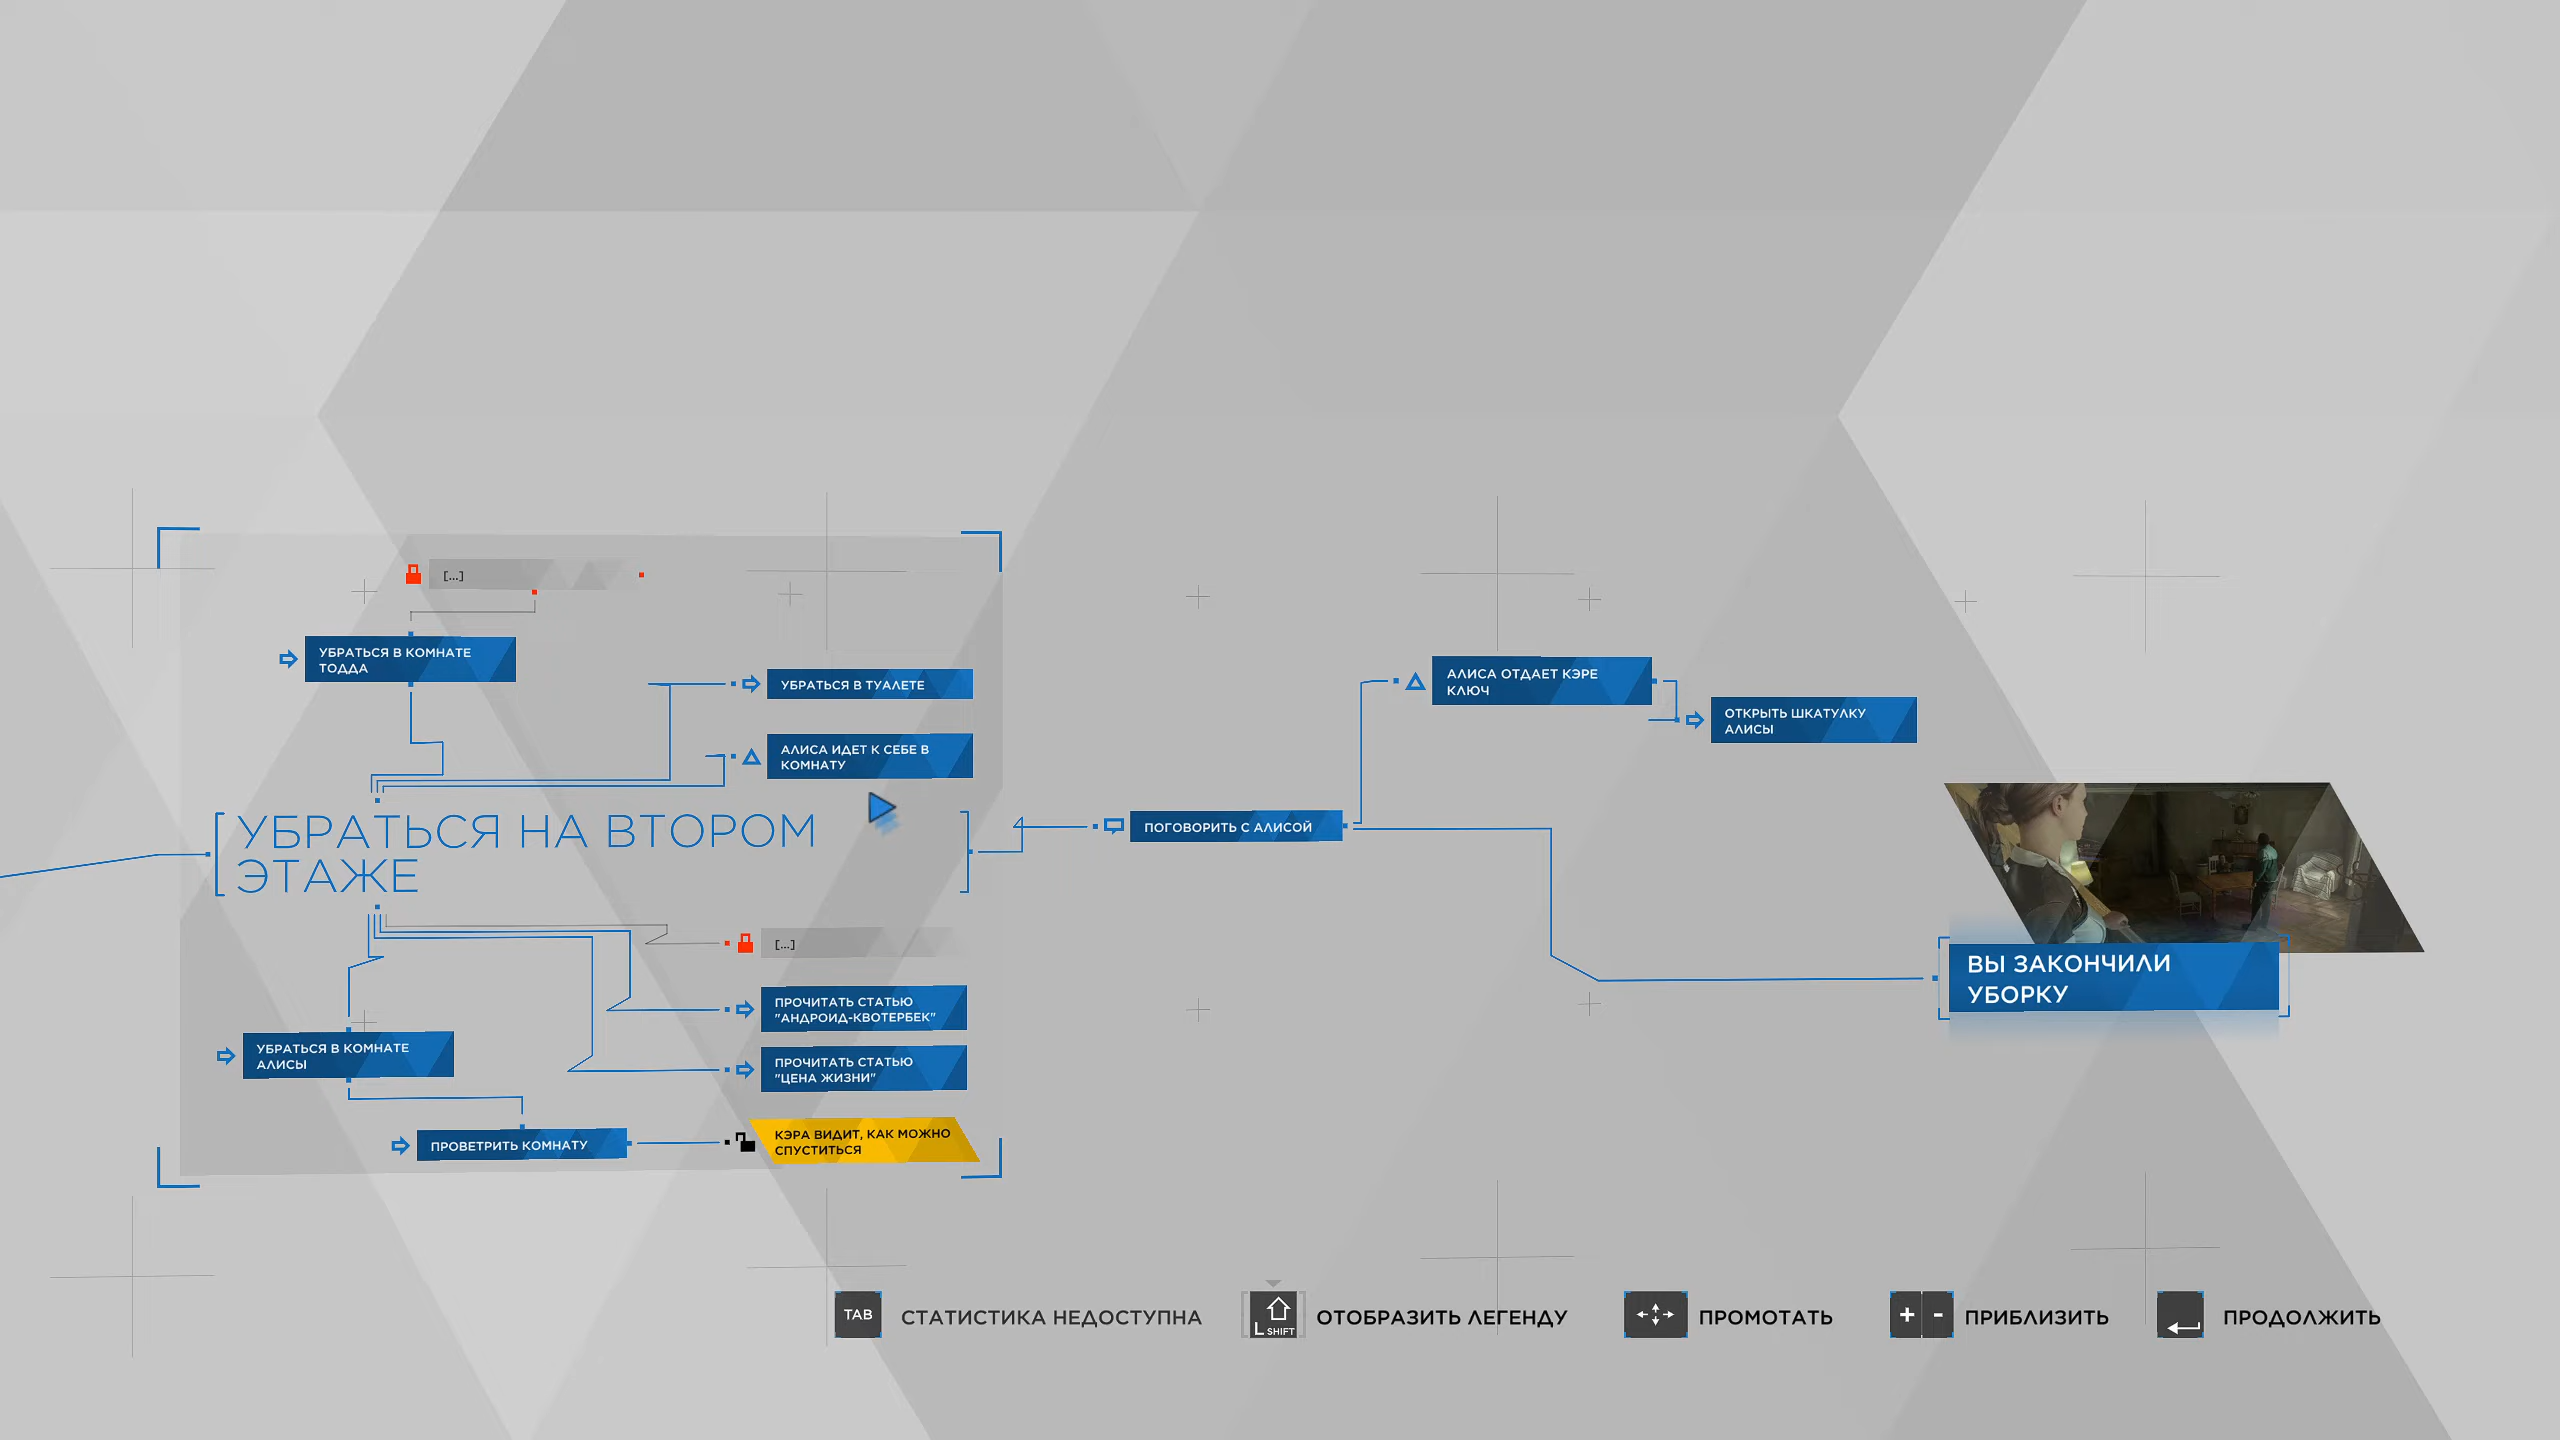 [...]
УБРАТЬСЯ В КОМНАТЕ
ТОДДА
УБРАТЬСЯ В ТУАЛЕТЕ
АЛИСА ИДЕТ К СЕБЕ В
КОМНАТУ
УБРАТЬСЯ НА ВТОРОМ
ЭТАЖЕ
[...]
ПРОЧИТАТЬ СТАТЬЮ
"АНДРОИД-КВОТЕРБЕК"
УБРАТЬСЯ В КОМНАТЕ
АЛИСЫ
ПРОЧИТАТЬ СТАТЬЮ
"ЦЕНА ЖИЗНИ"
ПРОВЕТРИТЬ КОМНАТУ
КЭРА ВИДИТ, КАК МОЖНО
СПУСТИТЬСЯ
ПОГОВОРИТЬ С АЛИСОЙ
АЛИСА ОТДАЕТ КЭРЕ
КЛЮЧ
ОТКРЫТЬ ШКАТУЛКУ
АЛИСЫ
ВЫ ЗАКОНЧИЛИ
УБОРКУ
TAB СТАТИСТИКА НЕДОСТУПНА
L SHIFT ОТОБРАЗИТЬ ЛЕГЕНДУ
ПРОМОТАТЬ
+ - ПРИБЛИЗИТЬ
ПРОДОЛЖИТЬ